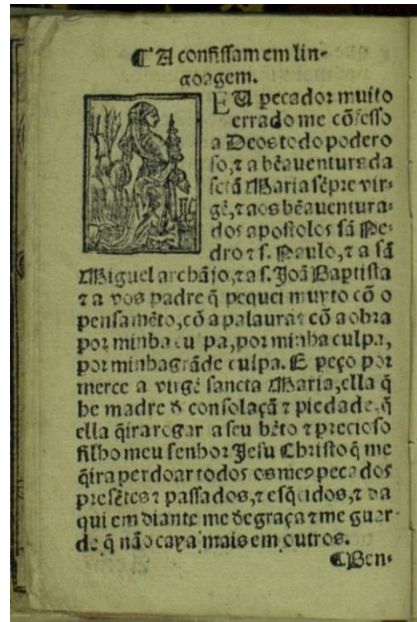 ¶ A confissam em lin-
goagem.
EU pecador muito
errado me cõfesso
a Deos todo podero
so, ⁊ a bẽauenturada
sctã Maria sẽpre vir-
gẽ, ⁊ aos bẽauentura-
dos apostolos sã Pe-
dro ⁊ s. Paulo, ⁊ a sã
Miguel archãjo, ⁊ a s. Joã Baptista
⁊ a vos padre q̃ pequei muyto cõ o
pensamẽto, cõ a palaura ⁊ cõ a obra
por minha culpa, por minha culpa,
por minha grãde culpa. E peço por
merce a virgẽ sancta Maria, ella q̃
he madre d̃ consolaçã ⁊ piedade, q̃
ella q̃ira rogar a seu bẽto ⁊ precioso
filho meu senhor Jesu Christo q̃ me
q̃ira perdoar todos os meꝰ pecados
presẽtes ⁊ passados, ⁊ esq̃cidos, ⁊ da
qui em diante me de graça ⁊ me guar
de q̃ não caya mais em outros.
¶ Ben-